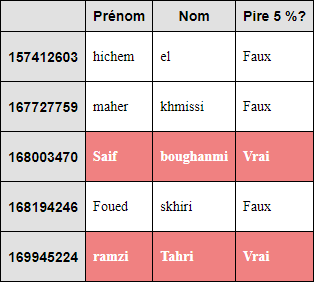 Prénom Nom Pire 5 %?
157412603 hichem el Faux
167727759 maher khmissi Faux
168003470 Saif boughanmi Vrai
168194246 Foued skhiri Faux
169945224 ramzi Tahri Vrai